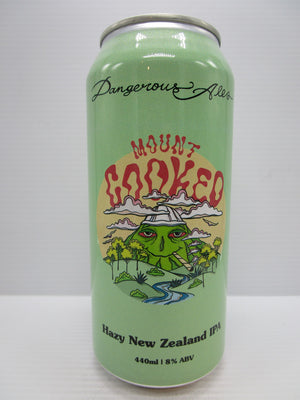 Dangerous Ales
MOUNT
COOKED
Hazy New Zealand IPA
440ml | 8% ABV